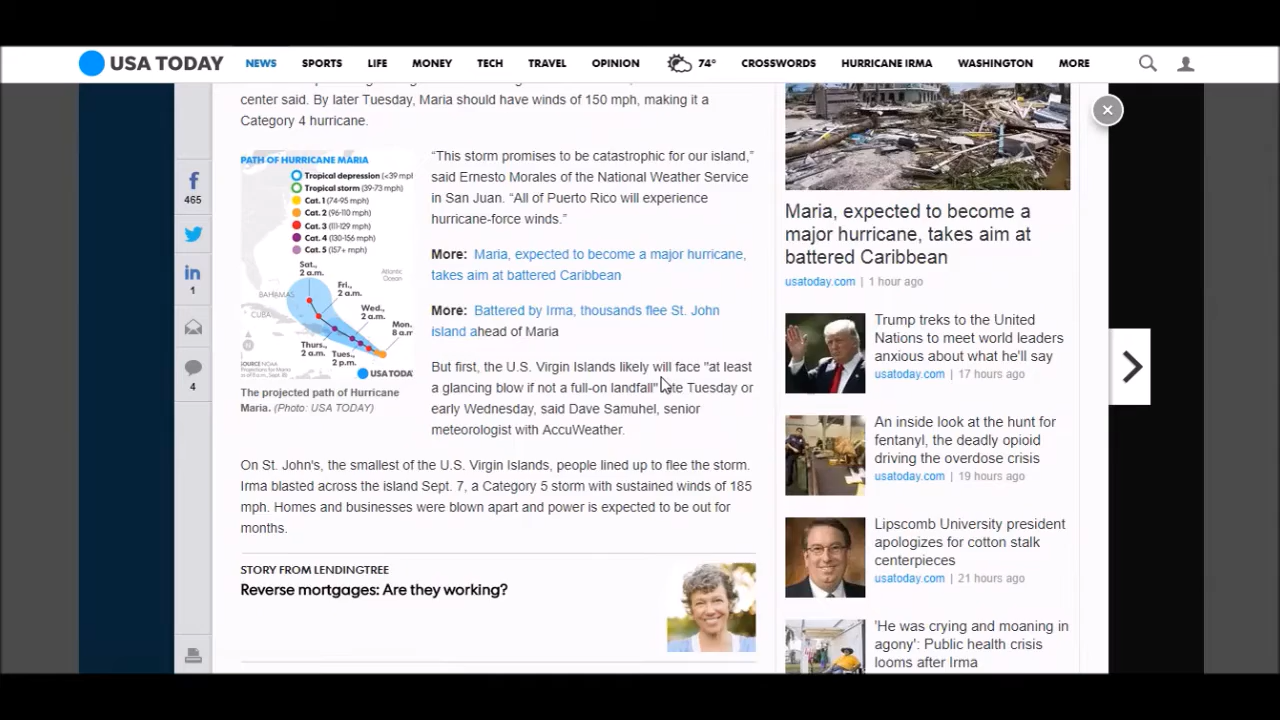 USA TODAY
NEWS
SPORTS
LIFE
MONEY
TECH
TRAVEL
OPINION
74°
CROSSWORDS
HURRICANE IRMA
WASHINGTON
MORE
center said. By later Tuesday, Maria should have winds of 150 mph, making it a
Category 4 hurricane.
f
465
in
1
4
PATH OF HURRICANE MARIA
Tropical depression (<39 mph
Tropical storm (39-73 mph)
Cat. 1 (74-95 mph)
Cat. 2 (96-110 mph)
Cat. 3 (111-129 mph)
Cat. 4 (130-156 mph)
Cat. 5 (157+ mph)
Sat.,
2 a.m.
Atlantic
Ocean
Fri.,
2 a.m.
BAHAMAS
Wed.,
2 a.m.
CUBA
Mon.
8 a.m
Thurs.,
2 a.m.
Tues.,
2 p.m.
SOURCE NOAA
USA TODA
The projected path of Hurricane
Maria. (Photo: USA TODAY)
“This storm promises to be catastrophic for our island,”
said Ernesto Morales of the National Weather Service
in San Juan. “All of Puerto Rico will experience
hurricane-force winds.”
More: Maria, expected to become a major hurricane,
takes aim at battered Caribbean
More: Battered by Irma, thousands flee St. John
island ahead of Maria
But first, the U.S. Virgin Islands likely will face "at least
a glancing blow if not a full-on landfall" late Tuesday or
early Wednesday, said Dave Samuhel, senior
meteorologist with AccuWeather.
On St. John's, the smallest of the U.S. Virgin Islands, people lined up to flee the storm.
Irma blasted across the island Sept. 7, a Category 5 storm with sustained winds of 185
mph. Homes and businesses were blown apart and power is expected to be out for
months.
STORY FROM LENDINGTREE
Reverse mortgages: Are they working?
Maria, expected to become a
major hurricane, takes aim at
battered Caribbean
usatoday.com | 1 hour ago
Trump treks to the United
Nations to meet world leaders
anxious about what he'll say
usatoday.com | 17 hours ago
An inside look at the hunt for
fentanyl, the deadly opioid
driving the overdose crisis
usatoday.com | 19 hours ago
Lipscomb University president
apologizes for cotton stalk
centerpieces
usatoday.com | 21 hours ago
'He was crying and moaning in
agony': Public health crisis
looms after Irma